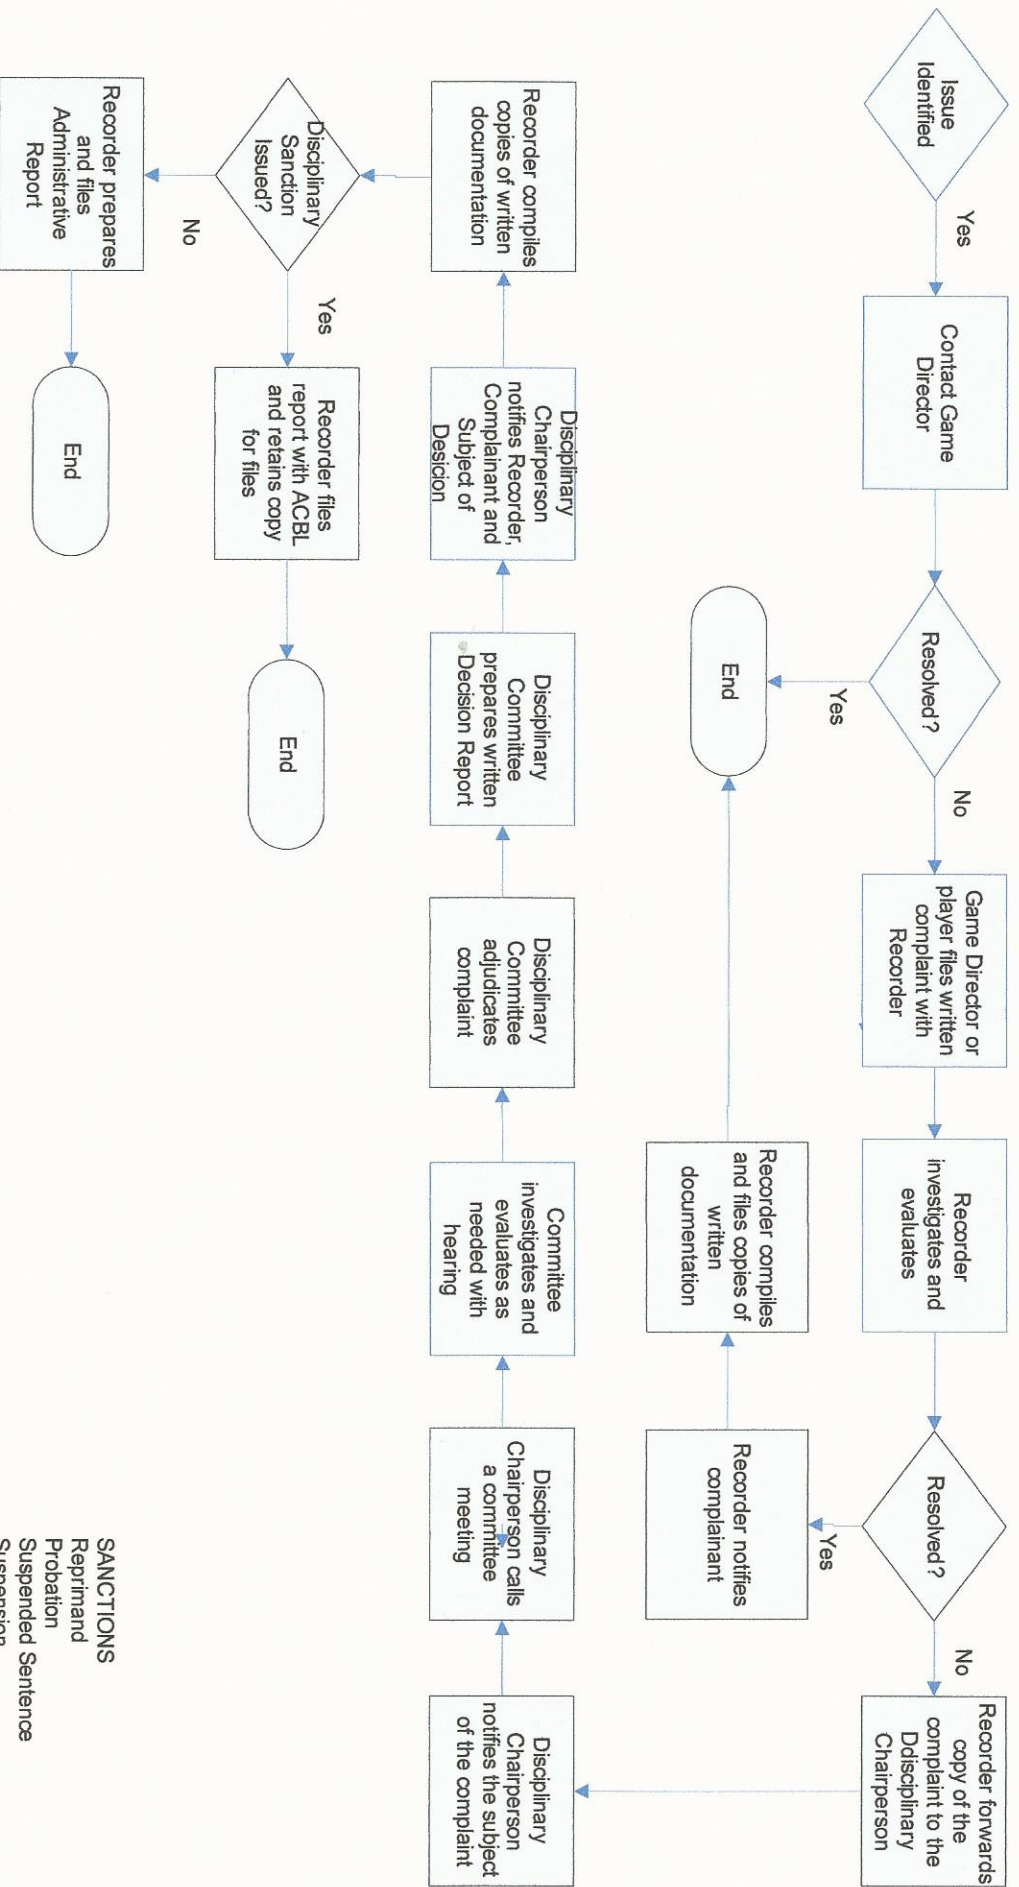 Issue
Identified
Yes
Contact Game
Director
Resolved?
No
Game Director or
player files written
complaint with
Recorder
Recorder
investigates and
evaluates
Resolved?
No
Recorder forwards
copy of the
complaint to the
Ddisciplinary
Chairperson
Yes
End
Yes
Recorder notifies
complainant
Recorder compiles
and files copies of
written
documentation
Disciplinary
Chairperson
notifies the subject
of the complaint
Disciplinary
Chairperson calls
a committee
meeting
Committee
investigates and
evaluates as
needed with
hearing
Disciplinary
Committee
adjudicates
complaint
Disciplinary
Committee
prepares written
Decision Report
Disciplinary
Chairperson
notifies Recorder,
Complainant and
Subject of
Desicion
Recorder compiles
copies of written
documentation
Disciplinary
Sanction
Issued?
Yes
Recorder files
report with ACBL
and retains copy
for files
End
No
Recorder prepares
and files
Administrative
Report
End
SANCTIONS
Reprimand
Probation
Suspended Sentence
Suspension